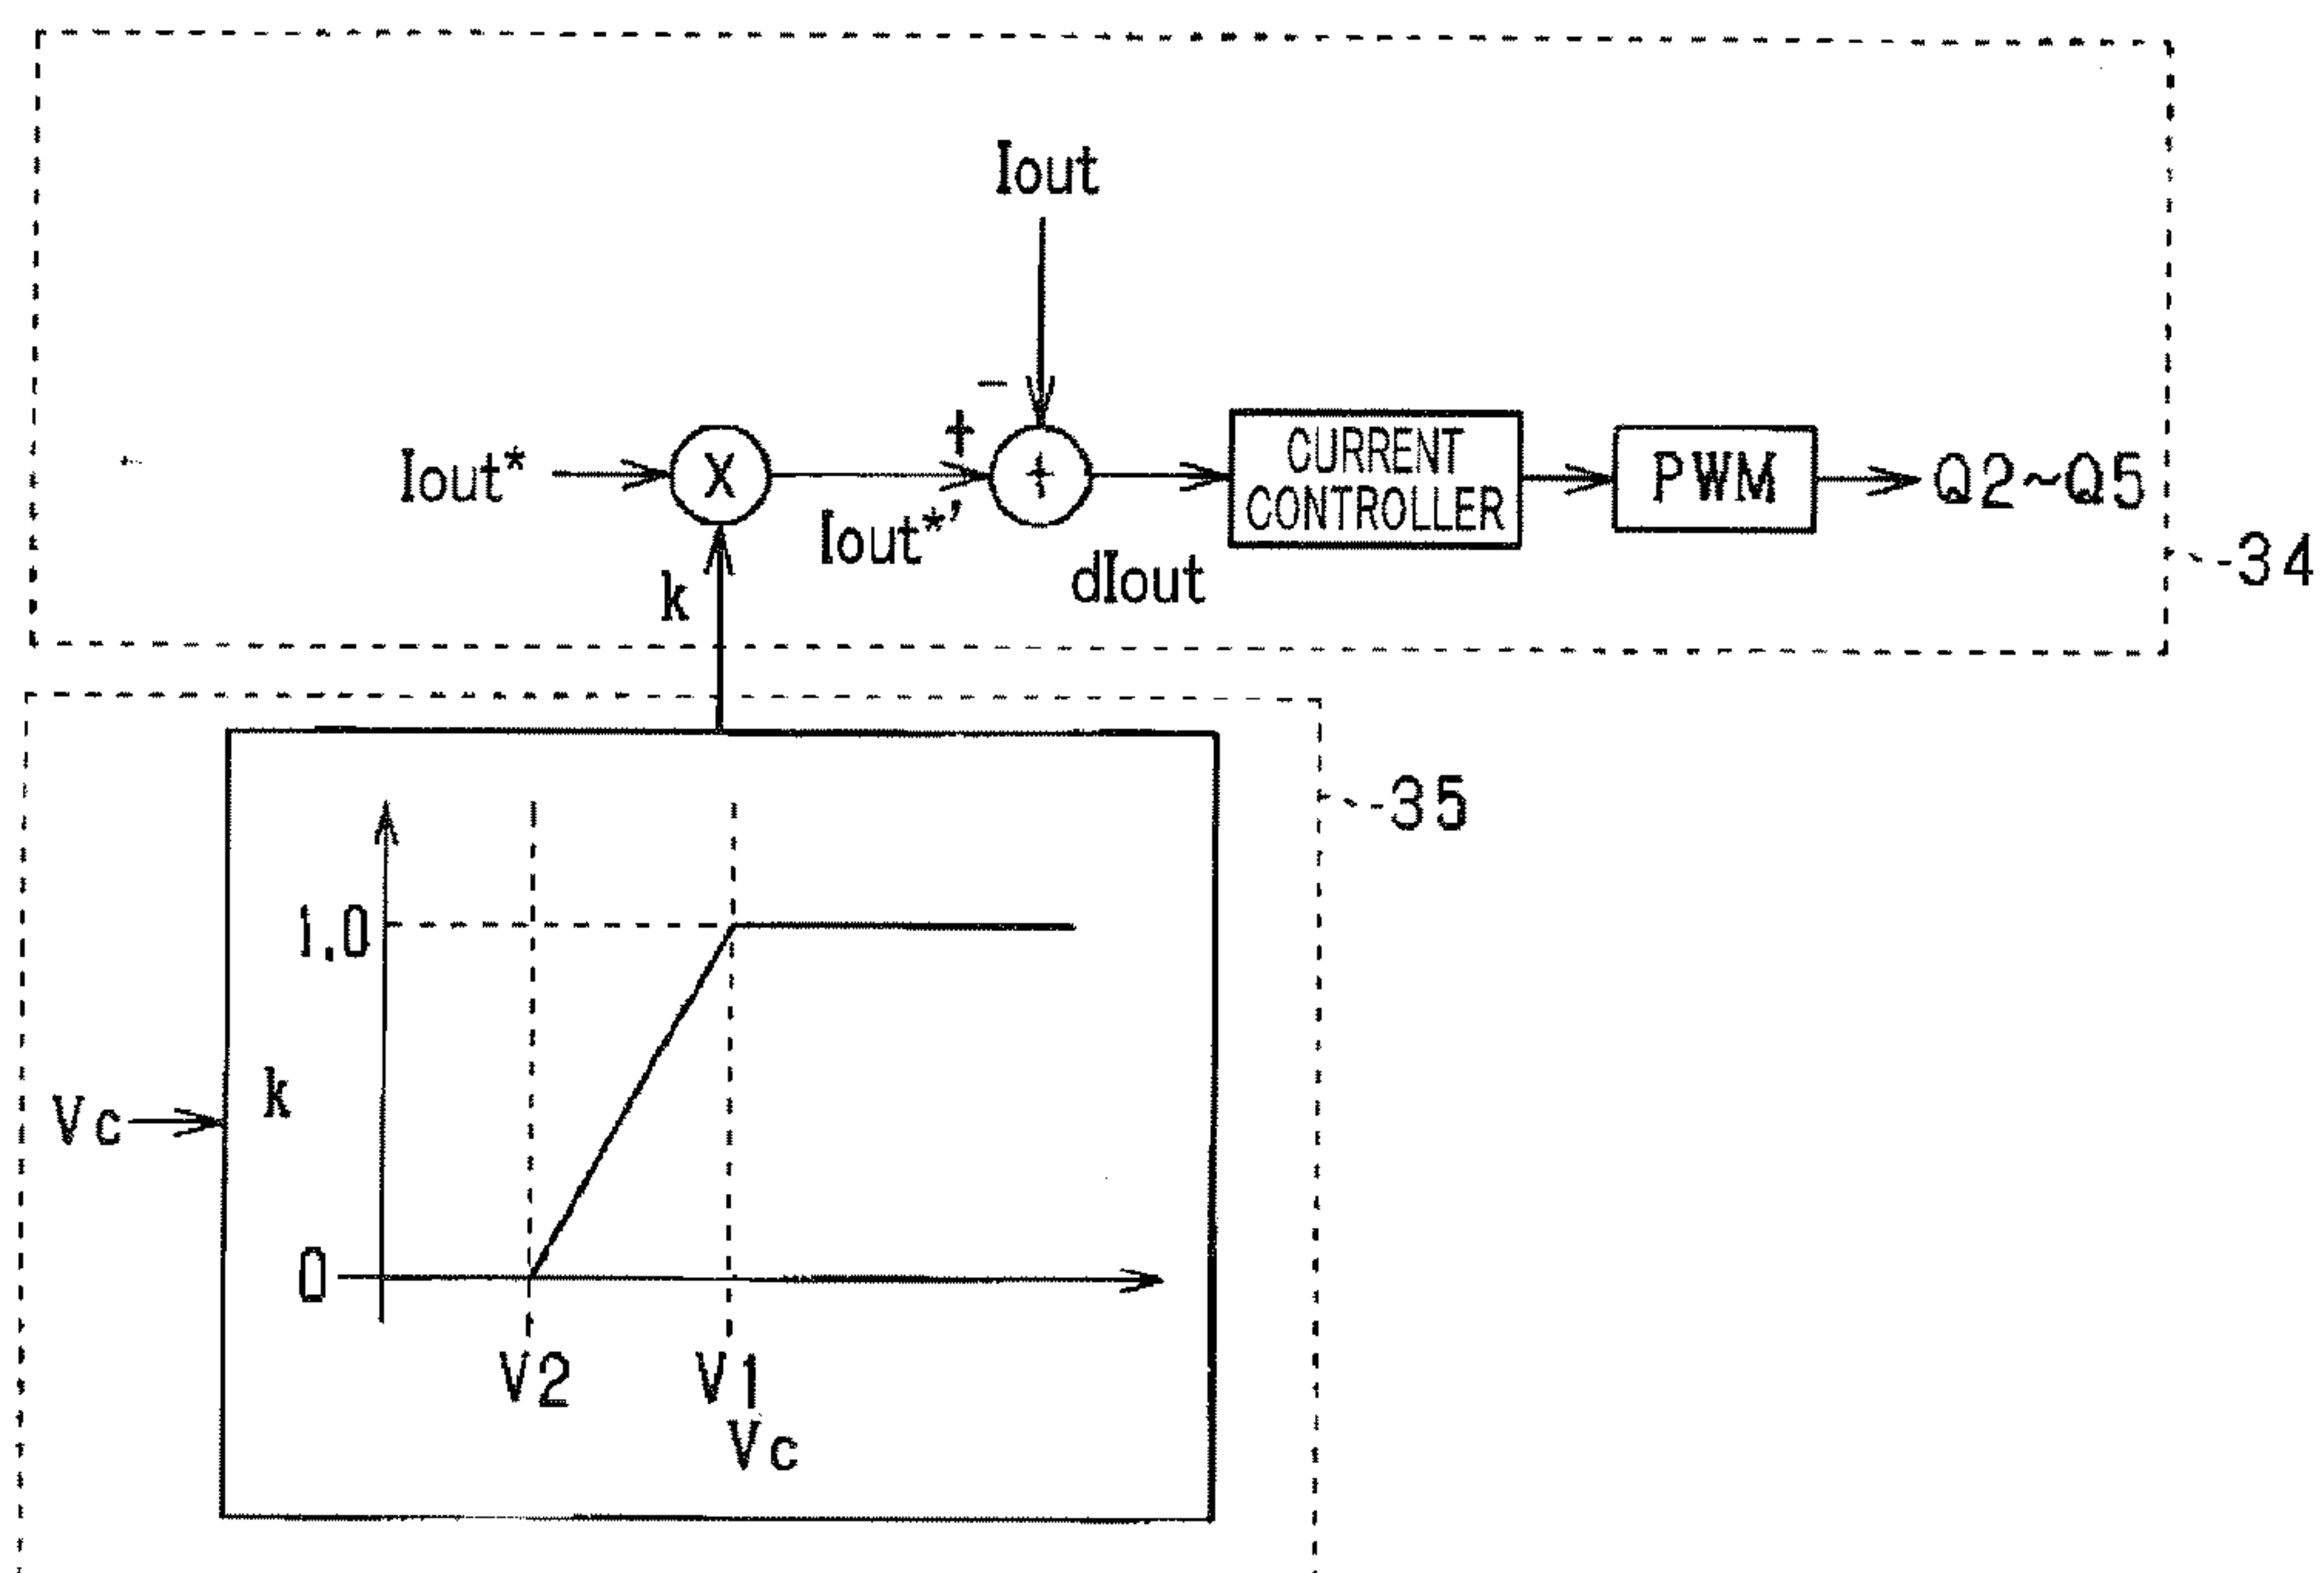 Iout
−
+
Iout*
X
+
CURRENT
CONTROLLER
PWM
Q2~Q5
Iout*’
k
dIout
34
35
1.0
k
Vc
0
V2
V1
Vc